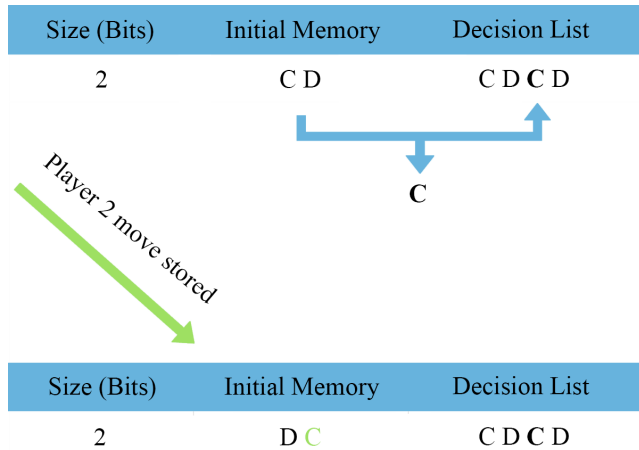 Size (Bits) Initial Memory Decision List
2 C D C D C D
C
Player 2 move stored
Size (Bits) Initial Memory Decision List
2 D C C D C D